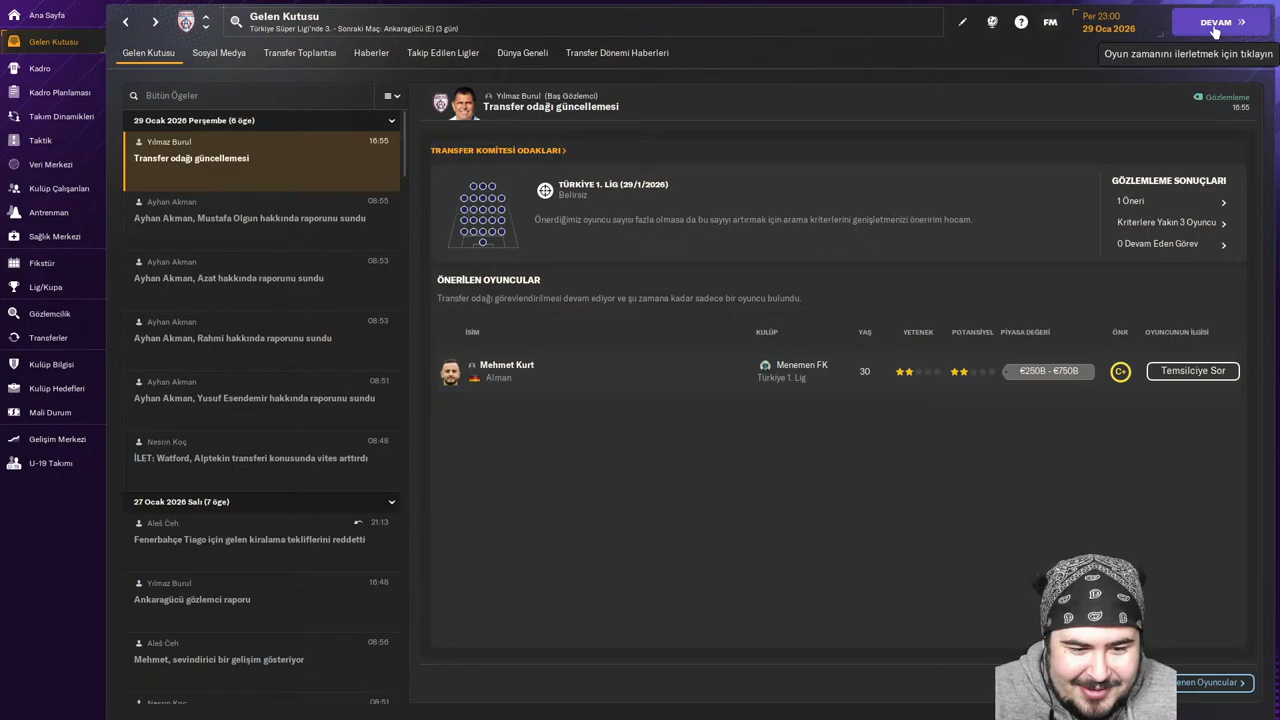 Ana Sayfa
Gelen Kutusu
Kadro
Kadro Planlaması
Takım Dinamikleri
Taktik
Veri Merkezi
Kulüp Çalışanları
Antrenman
Sağlık Merkezi
Fikstür
Lig/Kupa
Gözlemcilik
Transferler
Kulüp Bilgisi
Kulüp Hedefleri
Mali Durum
Gelişim Merkezi
U-19 Takımı
Gelen Kutusu
Türkiye Süper Ligi'nde 3. - Sonraki Maç: Ankaragücü (E) (3 gün)
FM
Per 23:00
29 Oca 2026
DEVAM
Oyun zamanını ilerletmek için tıklayın
Gelen Kutusu
Sosyal Medya
Transfer Toplantısı
Haberler
Takip Edilen Ligler
Dünya Geneli
Transfer Dönemi Haberleri
Bütün Ögeler
29 Ocak 2026 Perşembe (6 öge)
Yılmaz Burul 16:55
Transfer odağı güncellemesi
Ayhan Akman 08:55
Ayhan Akman, Mustafa Olgun hakkında raporunu sundu
Ayhan Akman 08:53
Ayhan Akman, Azat hakkında raporunu sundu
Ayhan Akman 08:53
Ayhan Akman, Rahmi hakkında raporunu sundu
Ayhan Akman 08:51
Ayhan Akman, Yusuf Esendemir hakkında raporunu sundu
Nesrin Koç 08:48
İLET: Watford, Alptekin transferi konusunda vites arttırdı
27 Ocak 2026 Salı (7 öge)
Aleš Čeh 21:13
Fenerbahçe Tiago için gelen kiralama tekliflerini reddetti
Yılmaz Burul 16:48
Ankaragücü gözlemci raporu
Aleš Čeh 08:56
Mehmet, sevindirici bir gelişim gösteriyor
Nesrin Koç 08:51
Yılmaz Burul (Baş Gözlemci)
Transfer odağı güncellemesi
Gözlemleme
16:55
TRANSFER KOMİTESİ ODAKLARI
TÜRKİYE 1. LİG (29/1/2026)
Belirsiz
Önerdiğimiz oyuncu sayısı fazla olmasa da bu sayıyı artırmak için arama kriterlerini genişletmenizi öneririm hocam.
GÖZLEMLEME SONUÇLARI
1 Öneri
Kriterlere Yakın 3 Oyuncu
0 Devam Eden Görev
ÖNERİLEN OYUNCULAR
Transfer odağı görevlendirilmesi devam ediyor ve şu zamana kadar sadece bir oyuncu bulundu.
İSİM KULÜP YAŞ YETENEK POTANSİYEL PİYASA DEĞERİ ÖNR OYUNCUNUN İLGİSİ
Mehmet Kurt
Alman
Menemen FK
Türkiye 1. Lig
30
€250B - €750B
C+
Temsilciye Sor
enen Oyuncular